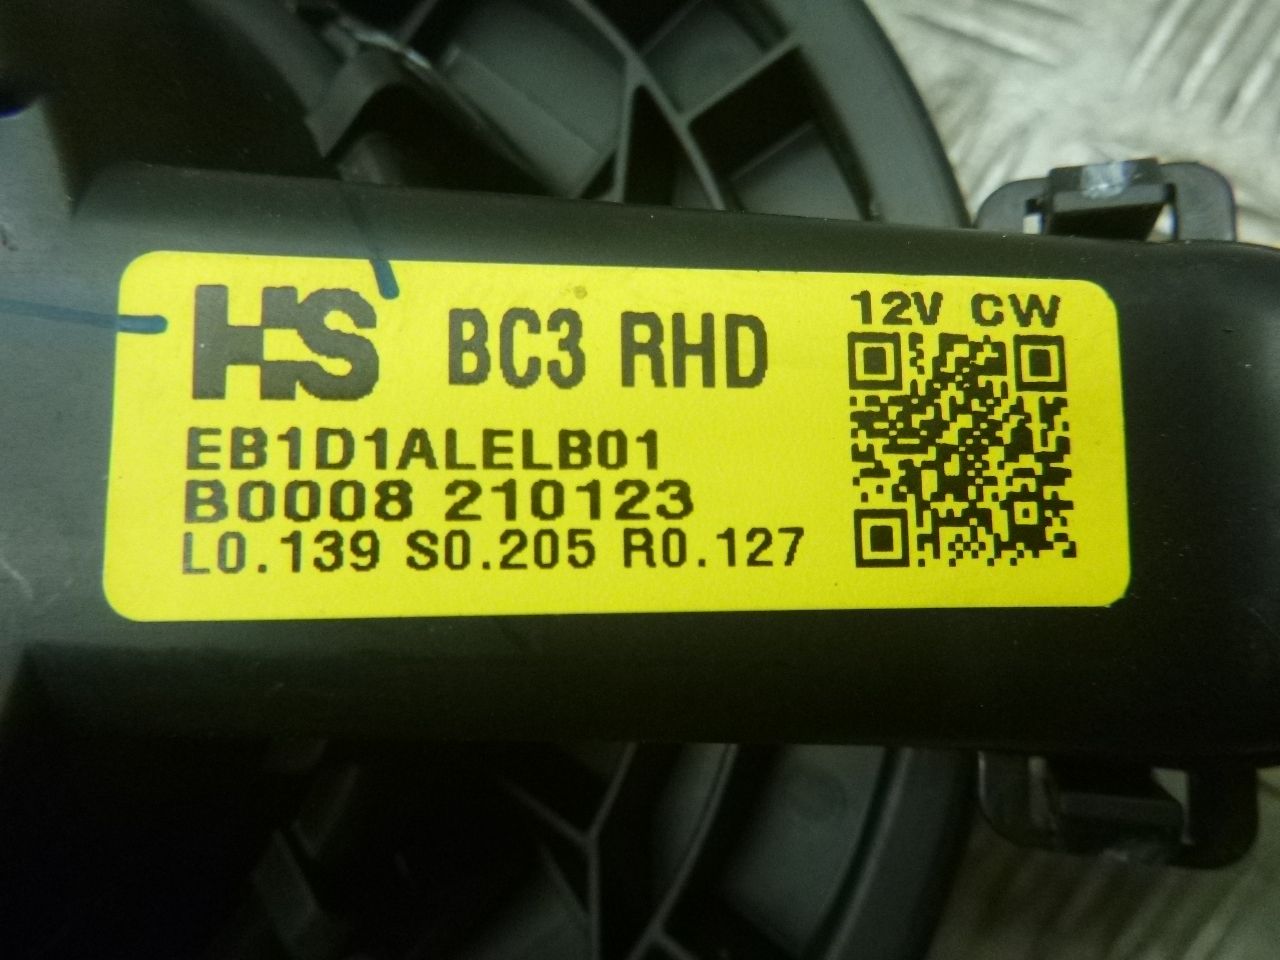 HS BC3 RHD
12V CW
EB1D1ALELB01
B0008 210123
L0.139 S0.205 R0.127